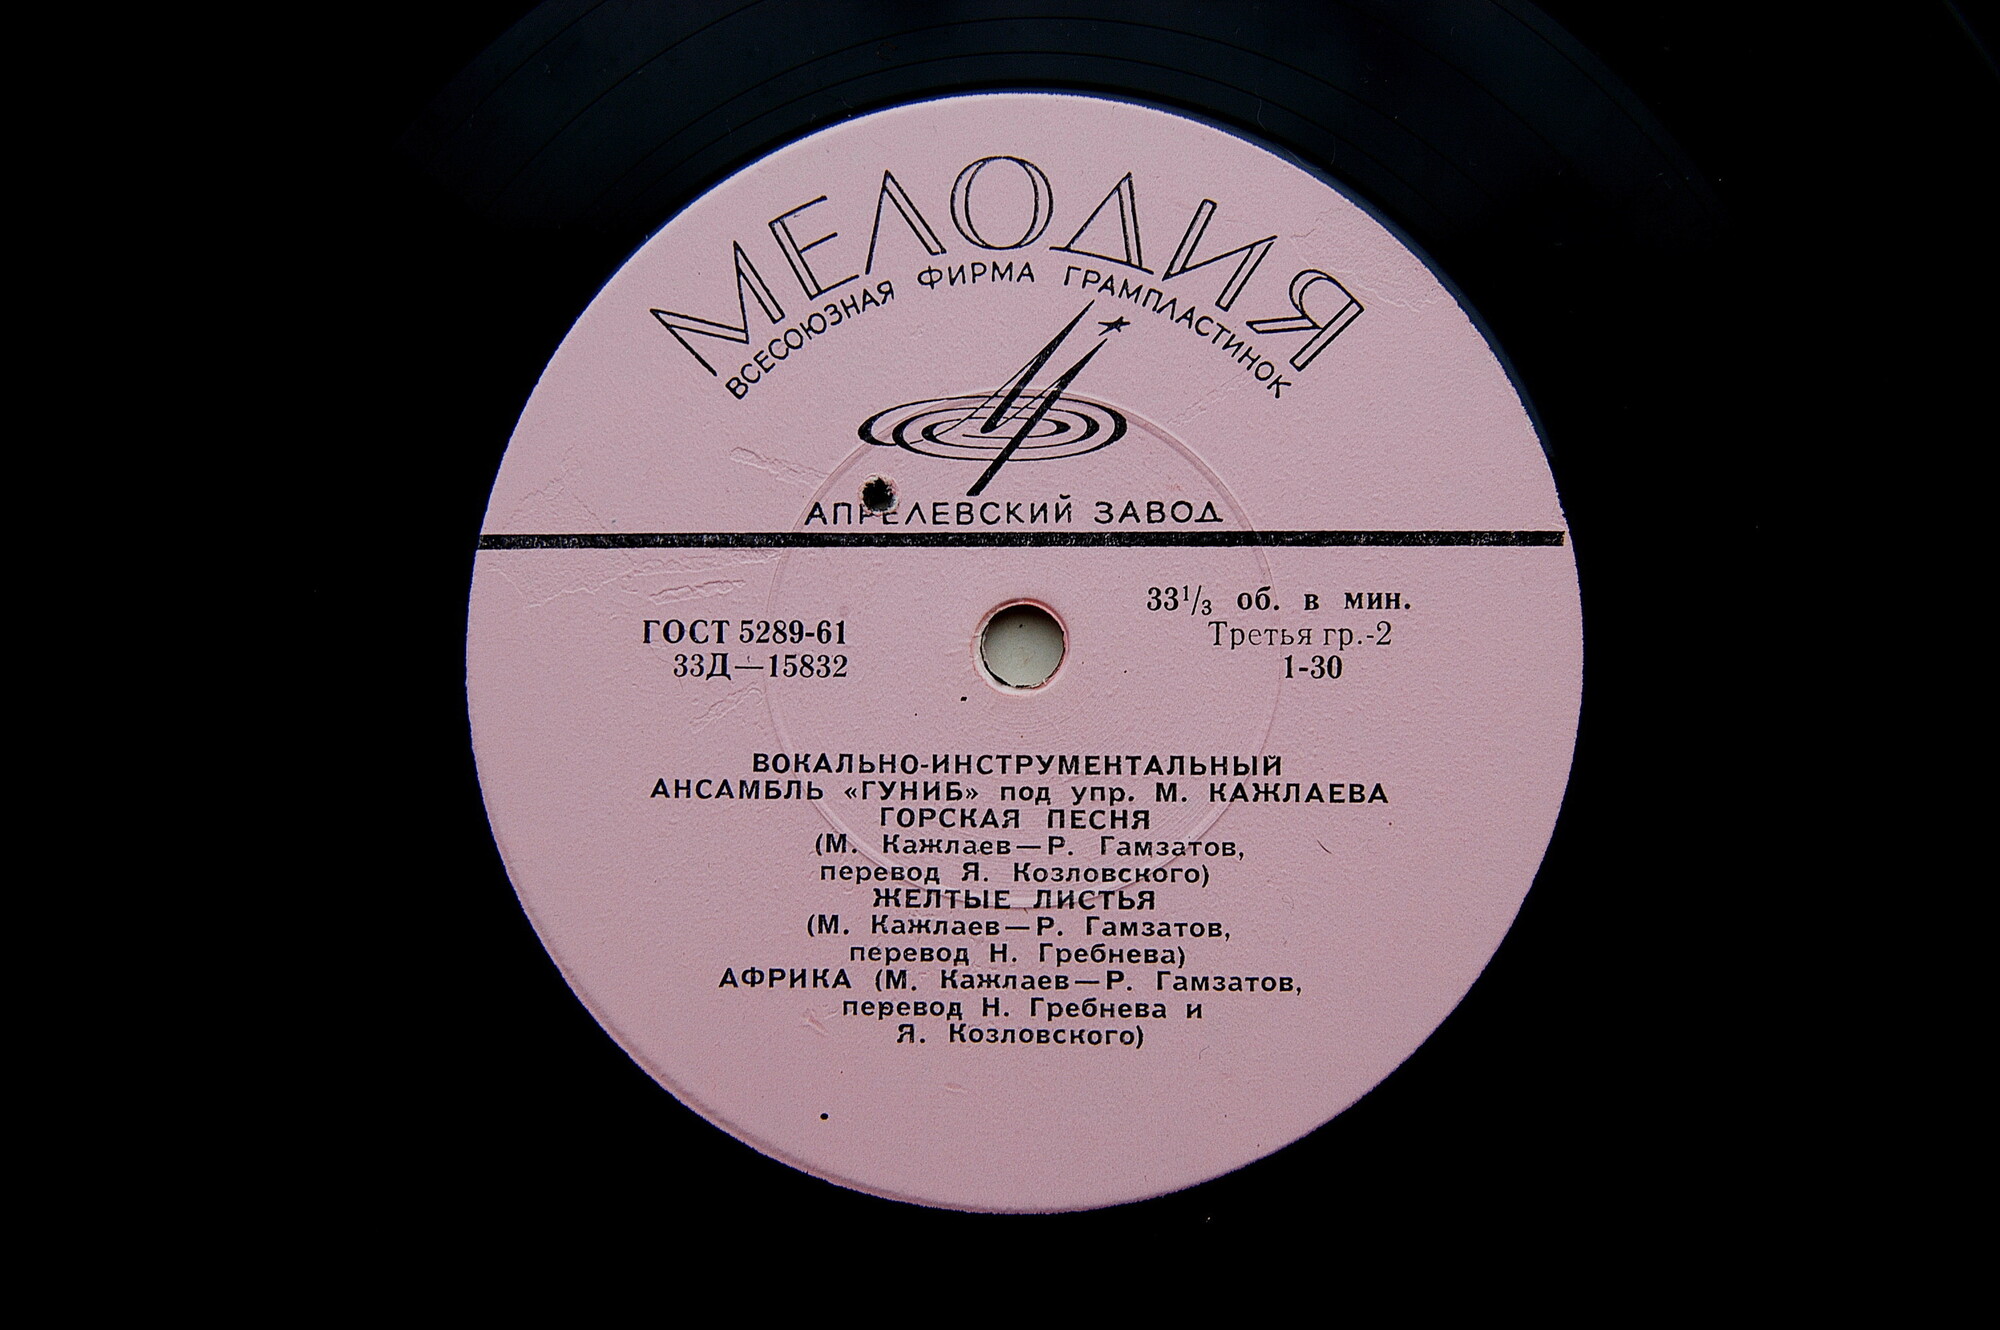 МЕЛОДИЯ
ВСЕСОЮЗНАЯ ФИРМА ГРАМПЛАСТИНОК
АПРЕЛЕВСКИЙ ЗАВОД
ГОСТ 5289-61
33Д—15832
33¹/₃ об. в мин.
Третья гр.-2
1-30
ВОКАЛЬНО-ИНСТРУМЕНТАЛЬНЫЙ
АНСАМБЛЬ «ГУНИБ» под упр. М. КАЖЛАЕВА
ГОРСКАЯ ПЕСНЯ
(М. Кажлаев—Р. Гамзатов,
перевод Я. Козловского)
ЖЕЛТЫЕ ЛИСТЬЯ
(М. Кажлаев—Р. Гамзатов,
перевод Н. Гребнева)
АФРИКА (М. Кажлаев—Р. Гамзатов,
перевод Н. Гребнева и
Я. Козловского)